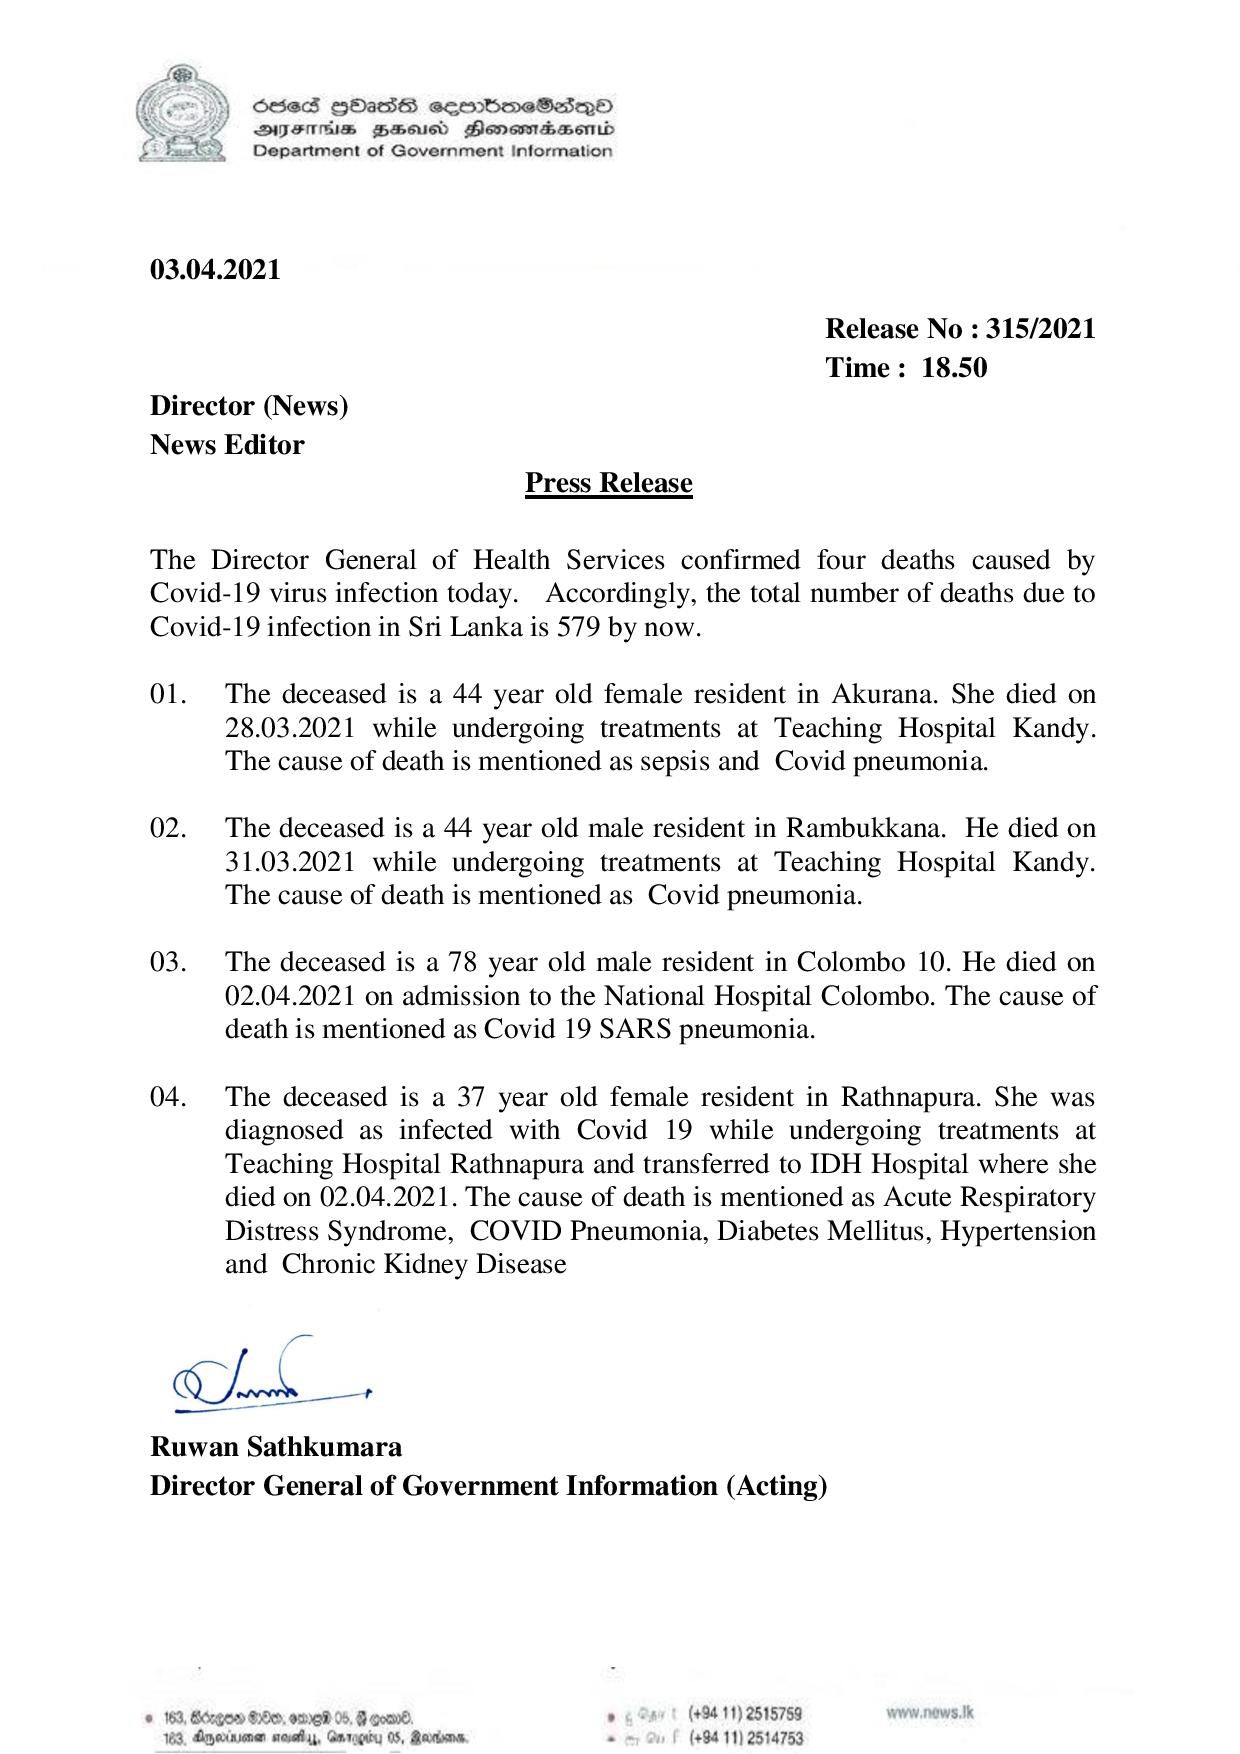 රජයේ ප්‍රවෘත්ති දෙපාර්තමේන්තුව
அரசாங்க தகவல் திணைக்களம்
Department of Government Information
03.04.2021
Release No : 315/2021
Time : 18.50
Director (News)
News Editor
Press Release
The Director General of Health Services confirmed four deaths caused by
Covid-19 virus infection today. Accordingly, the total number of deaths due to
Covid-19 infection in Sri Lanka is 579 by now.
01. The deceased is a 44 year old female resident in Akurana. She died on
28.03.2021 while undergoing treatments at Teaching Hospital Kandy.
The cause of death is mentioned as sepsis and Covid pneumonia.
02. The deceased is a 44 year old male resident in Rambukkana. He died on
31.03.2021 while undergoing treatments at Teaching Hospital Kandy.
The cause of death is mentioned as Covid pneumonia.
03. The deceased is a 78 year old male resident in Colombo 10. He died on
02.04.2021 on admission to the National Hospital Colombo. The cause of
death is mentioned as Covid 19 SARS pneumonia.
04. The deceased is a 37 year old female resident in Rathnapura. She was
diagnosed as infected with Covid 19 while undergoing treatments at
Teaching Hospital Rathnapura and transferred to IDH Hospital where she
died on 02.04.2021. The cause of death is mentioned as Acute Respiratory
Distress Syndrome, COVID Pneumonia, Diabetes Mellitus, Hypertension
and Chronic Kidney Disease
Ruwan Sathkumara
Director General of Government Information (Acting)
163, කිරුලපන මාවත, කොළඹ 05, ශ්‍රී ලංකාව.
163, கிருலப்பனை எவனியூ, கொழும்பு 05, இலங்கை.
(+94 11) 2515759
(+94 11) 2514753
www.news.lk